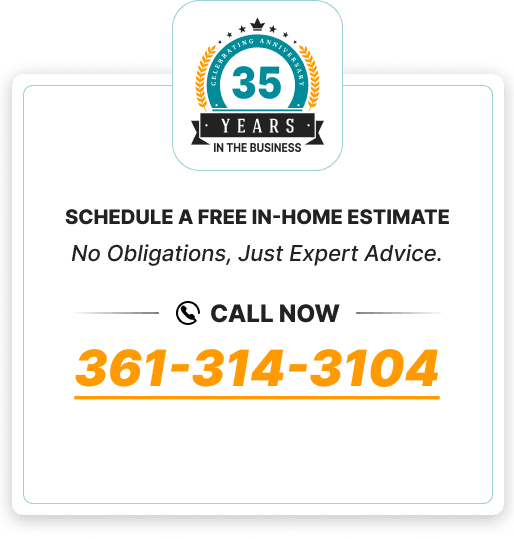 CELEBRATING ANNIVERSARY
35
YEARS
IN THE BUSINESS
SCHEDULE A FREE IN-HOME ESTIMATE
No Obligations, Just Expert Advice.
CALL NOW
361-314-3104